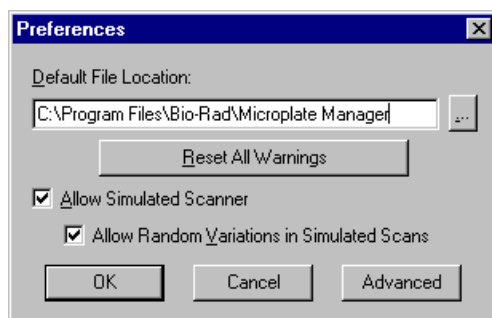 Preferences
Default File Location:
C:\Program Files\Bio-Rad\Microplate Manager
...
Reset All Warnings
Allow Simulated Scanner
Allow Random Variations in Simulated Scans
OK Cancel Advanced